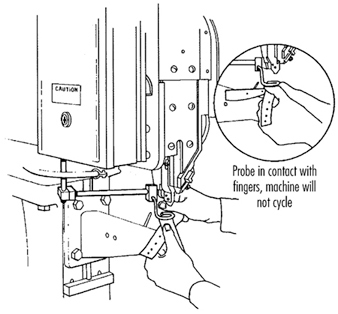 CAUTION
Probe in contact with
fingers, machine will
not cycle